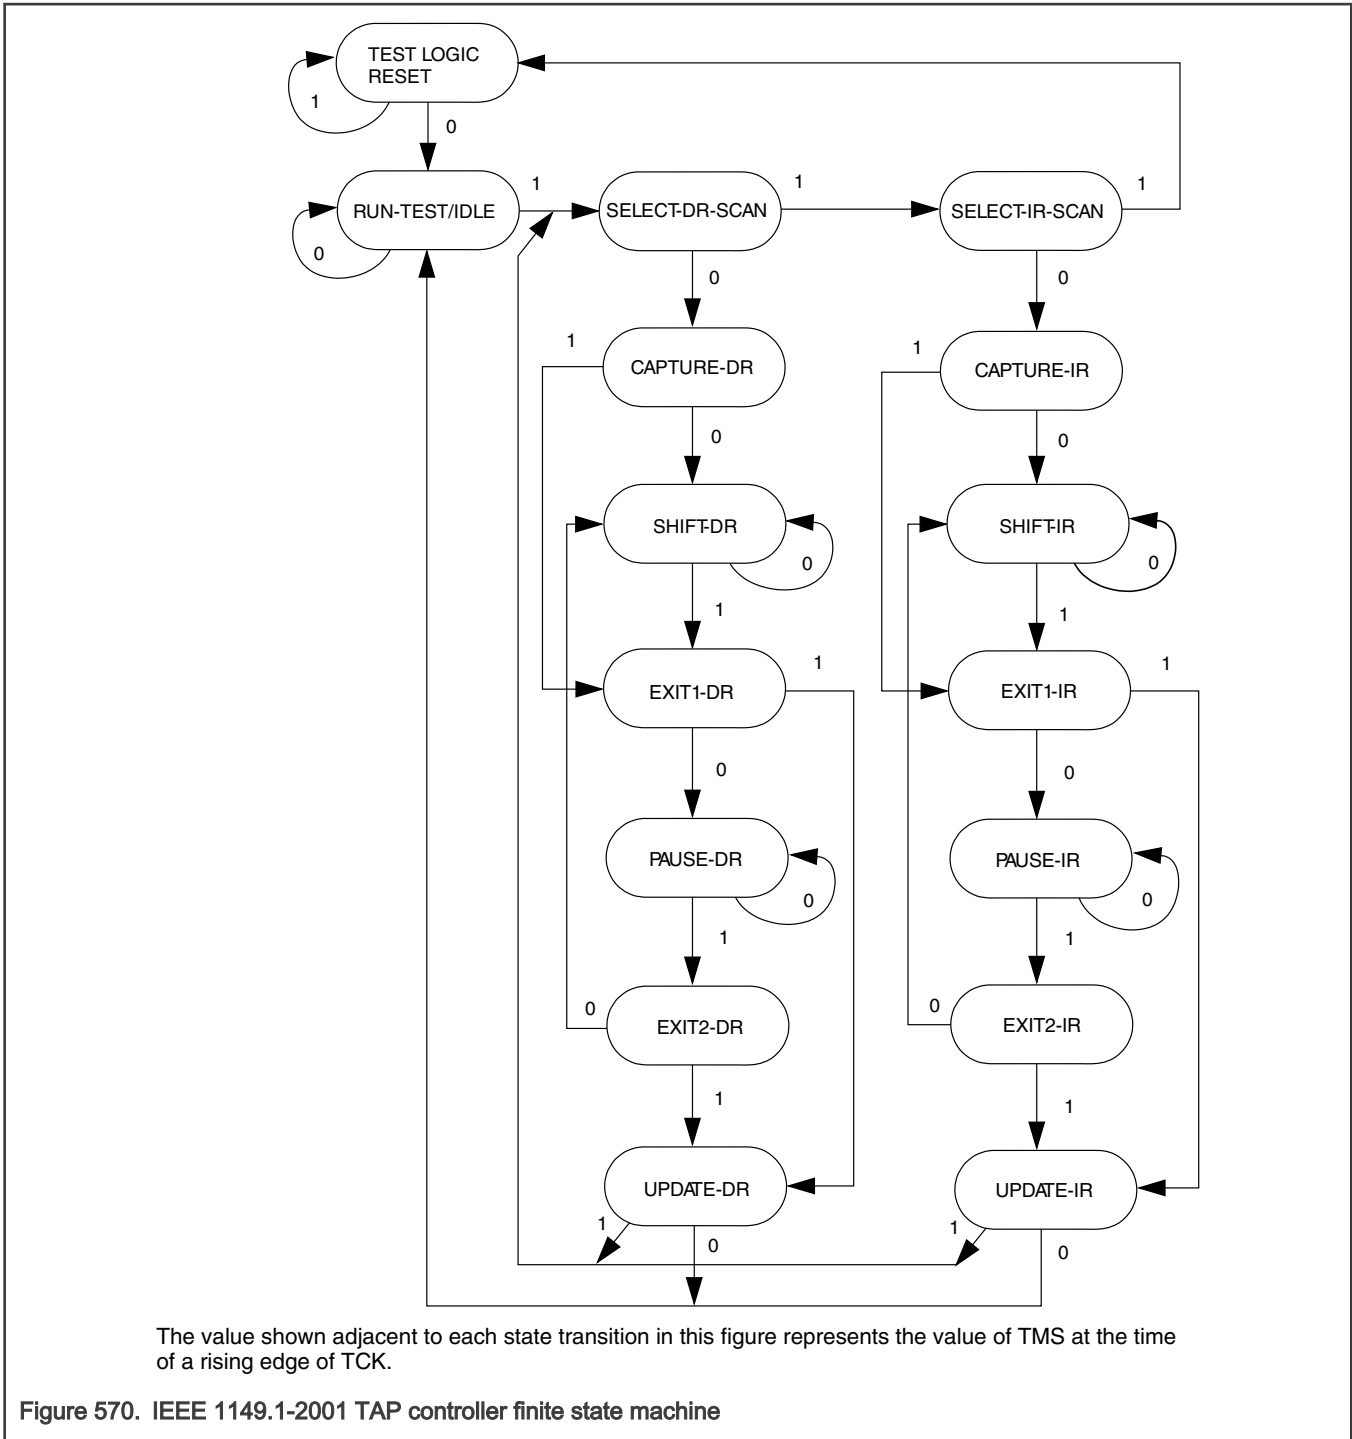 TEST LOGIC
RESET
1
0
RUN-TEST/IDLE
0
1
SELECT-DR-SCAN
1
SELECT-IR-SCAN
1
0
0
1
CAPTURE-DR
1
CAPTURE-IR
0
0
SHIFT-DR
0
SHIFT-IR
0
1
1
EXIT1-DR
1
EXIT1-IR
1
0
0
PAUSE-DR
0
PAUSE-IR
0
1
1
0
EXIT2-DR
0
EXIT2-IR
1
1
UPDATE-DR
UPDATE-IR
1
0
1
0
The value shown adjacent to each state transition in this figure represents the value of TMS at the time
of a rising edge of TCK.
Figure 570. IEEE 1149.1-2001 TAP controller finite state machine